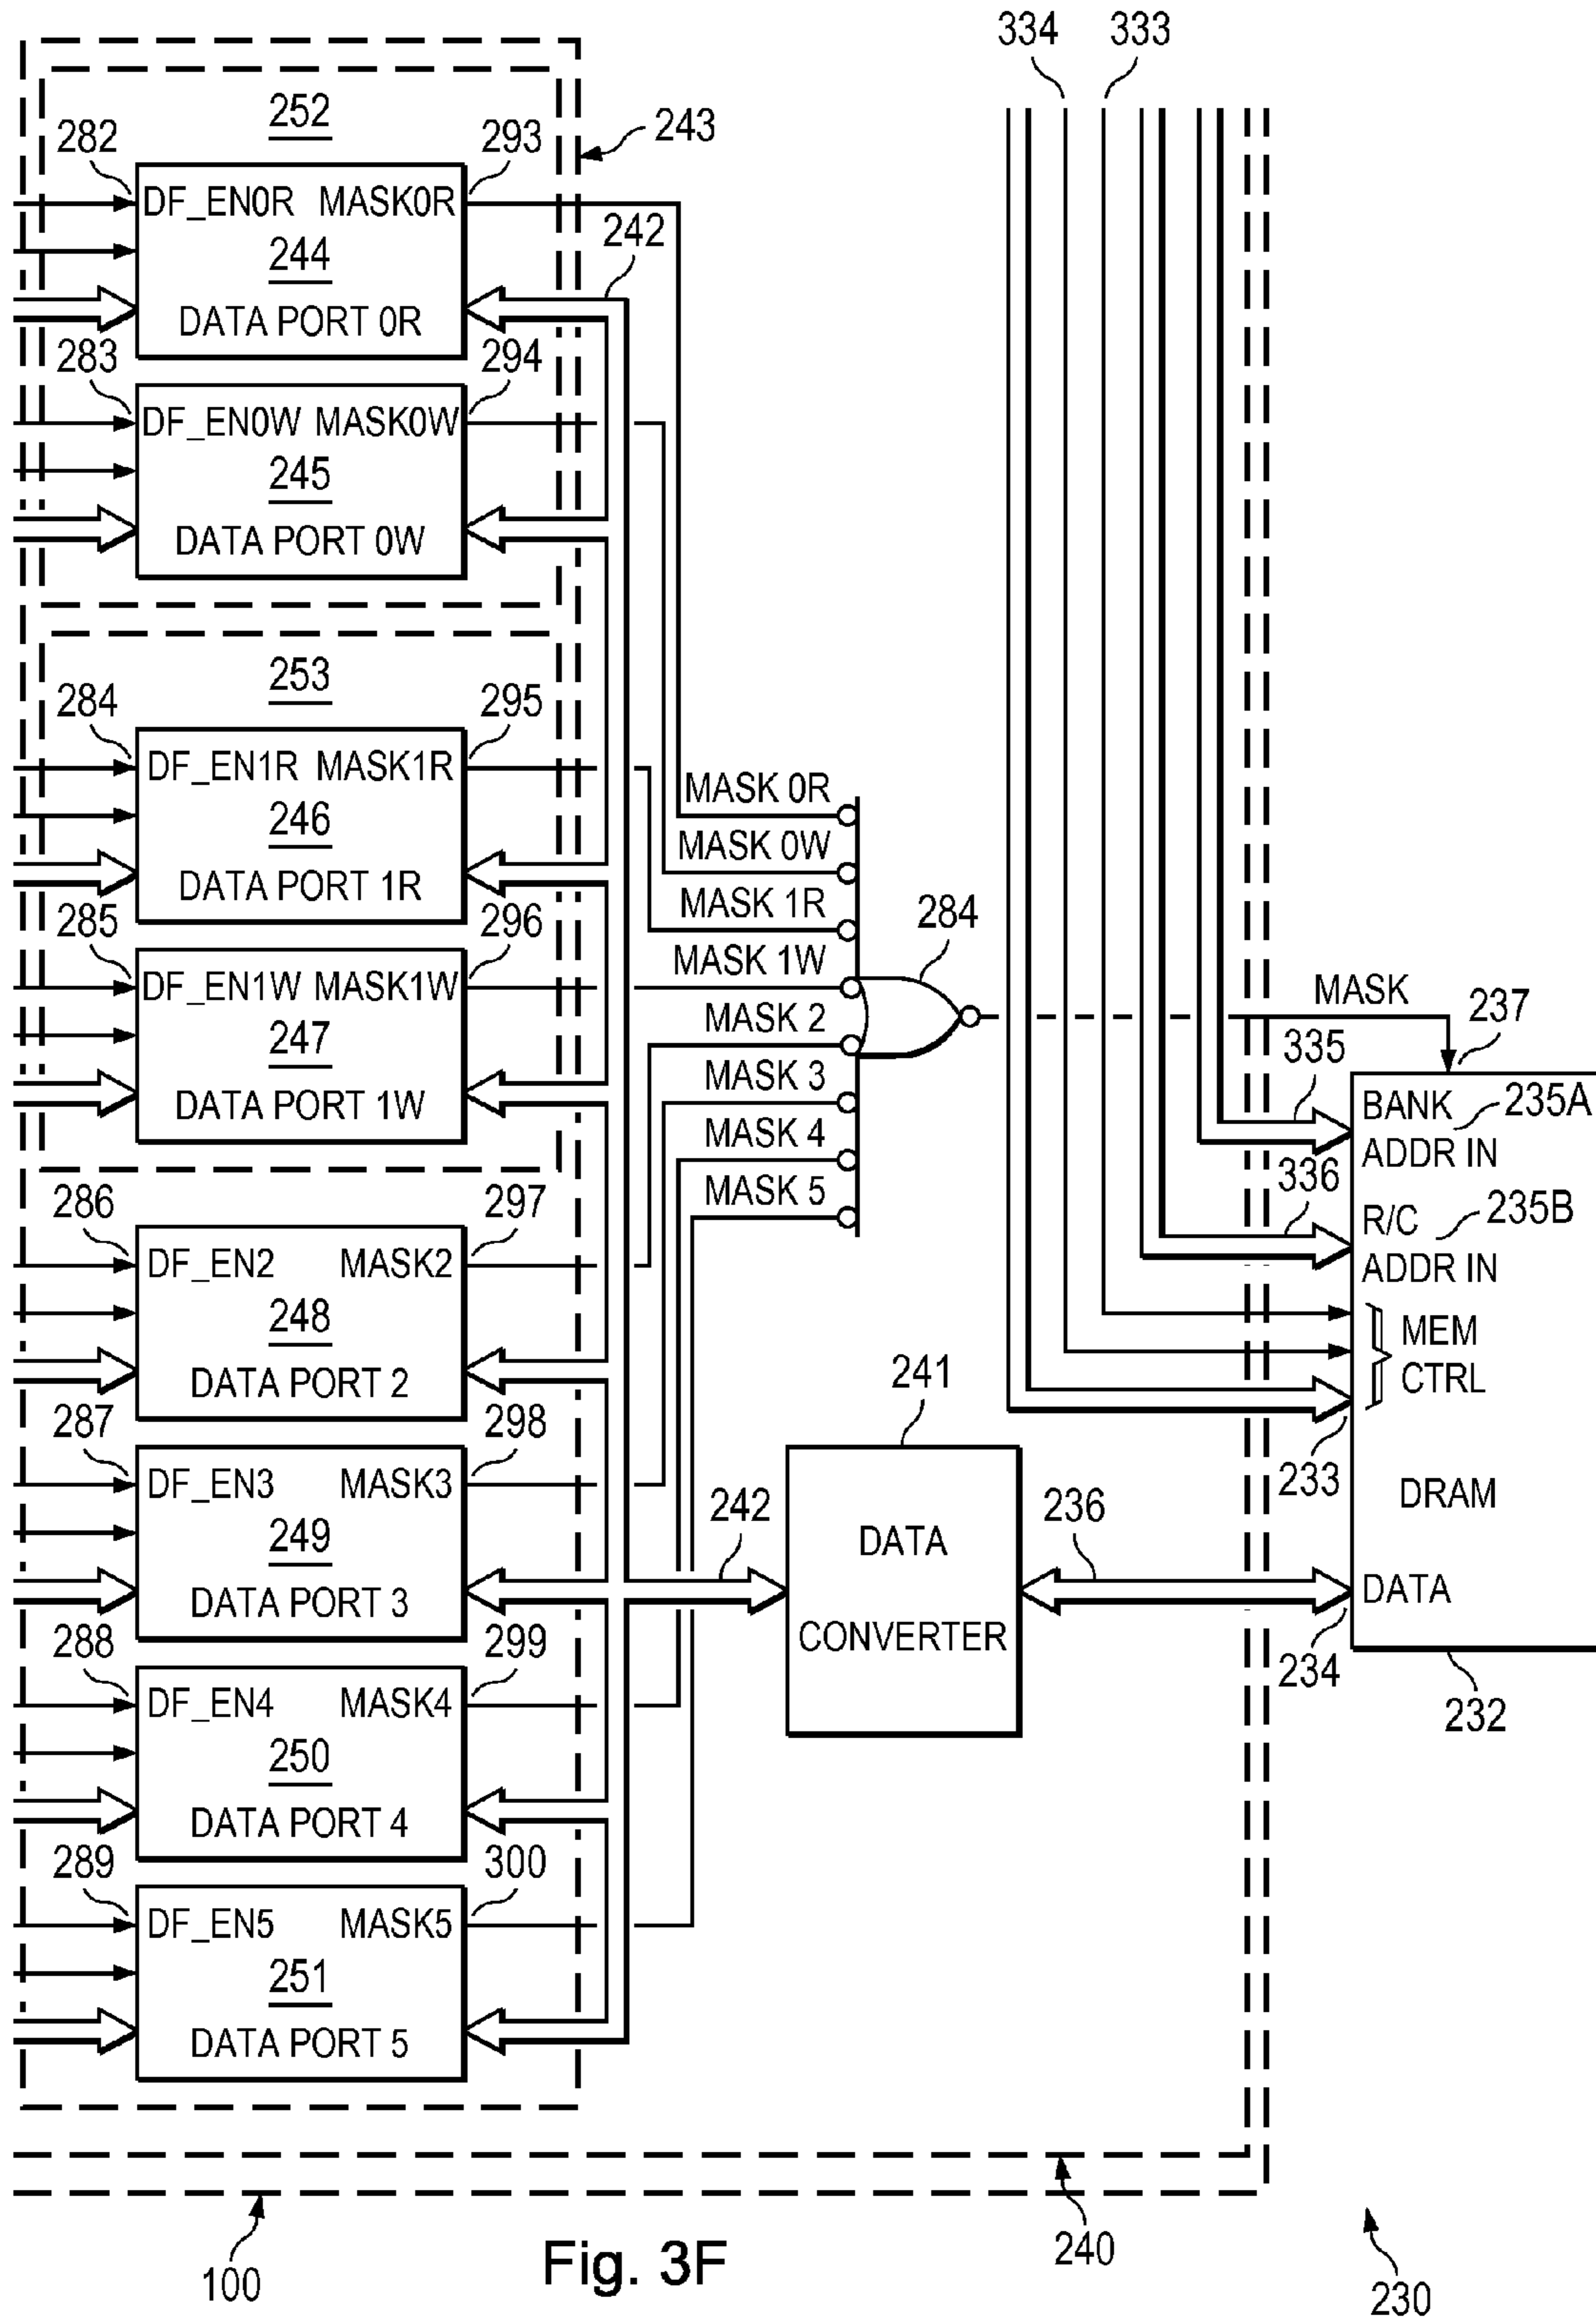 334 333
252
243
282 293
DF_EN0R MASK0R
242
244
DATA PORT 0R
283 294
DF_EN0W MASK0W
245
DATA PORT 0W
253
284 295
DF_EN1R MASK1R
246
DATA PORT 1R
285 296
DF_EN1W MASK1W
247
DATA PORT 1W
286 297
DF_EN2 MASK2
248
DATA PORT 2
287 298
DF_EN3 MASK3
249
DATA PORT 3
288 299
DF_EN4 MASK4
250
DATA PORT 4
289 300
DF_EN5 MASK5
251
DATA PORT 5
MASK 0R
MASK 0W
MASK 1R
MASK 1W
MASK 2
MASK 3
MASK 4
MASK 5
284
MASK
237
335
BANK
ADDR IN
235A
336
R/C
ADDR IN
235B
MEM
CTRL
233
DRAM
DATA
234
232
241
DATA
CONVERTER
242
236
100
240
230
Fig. 3F